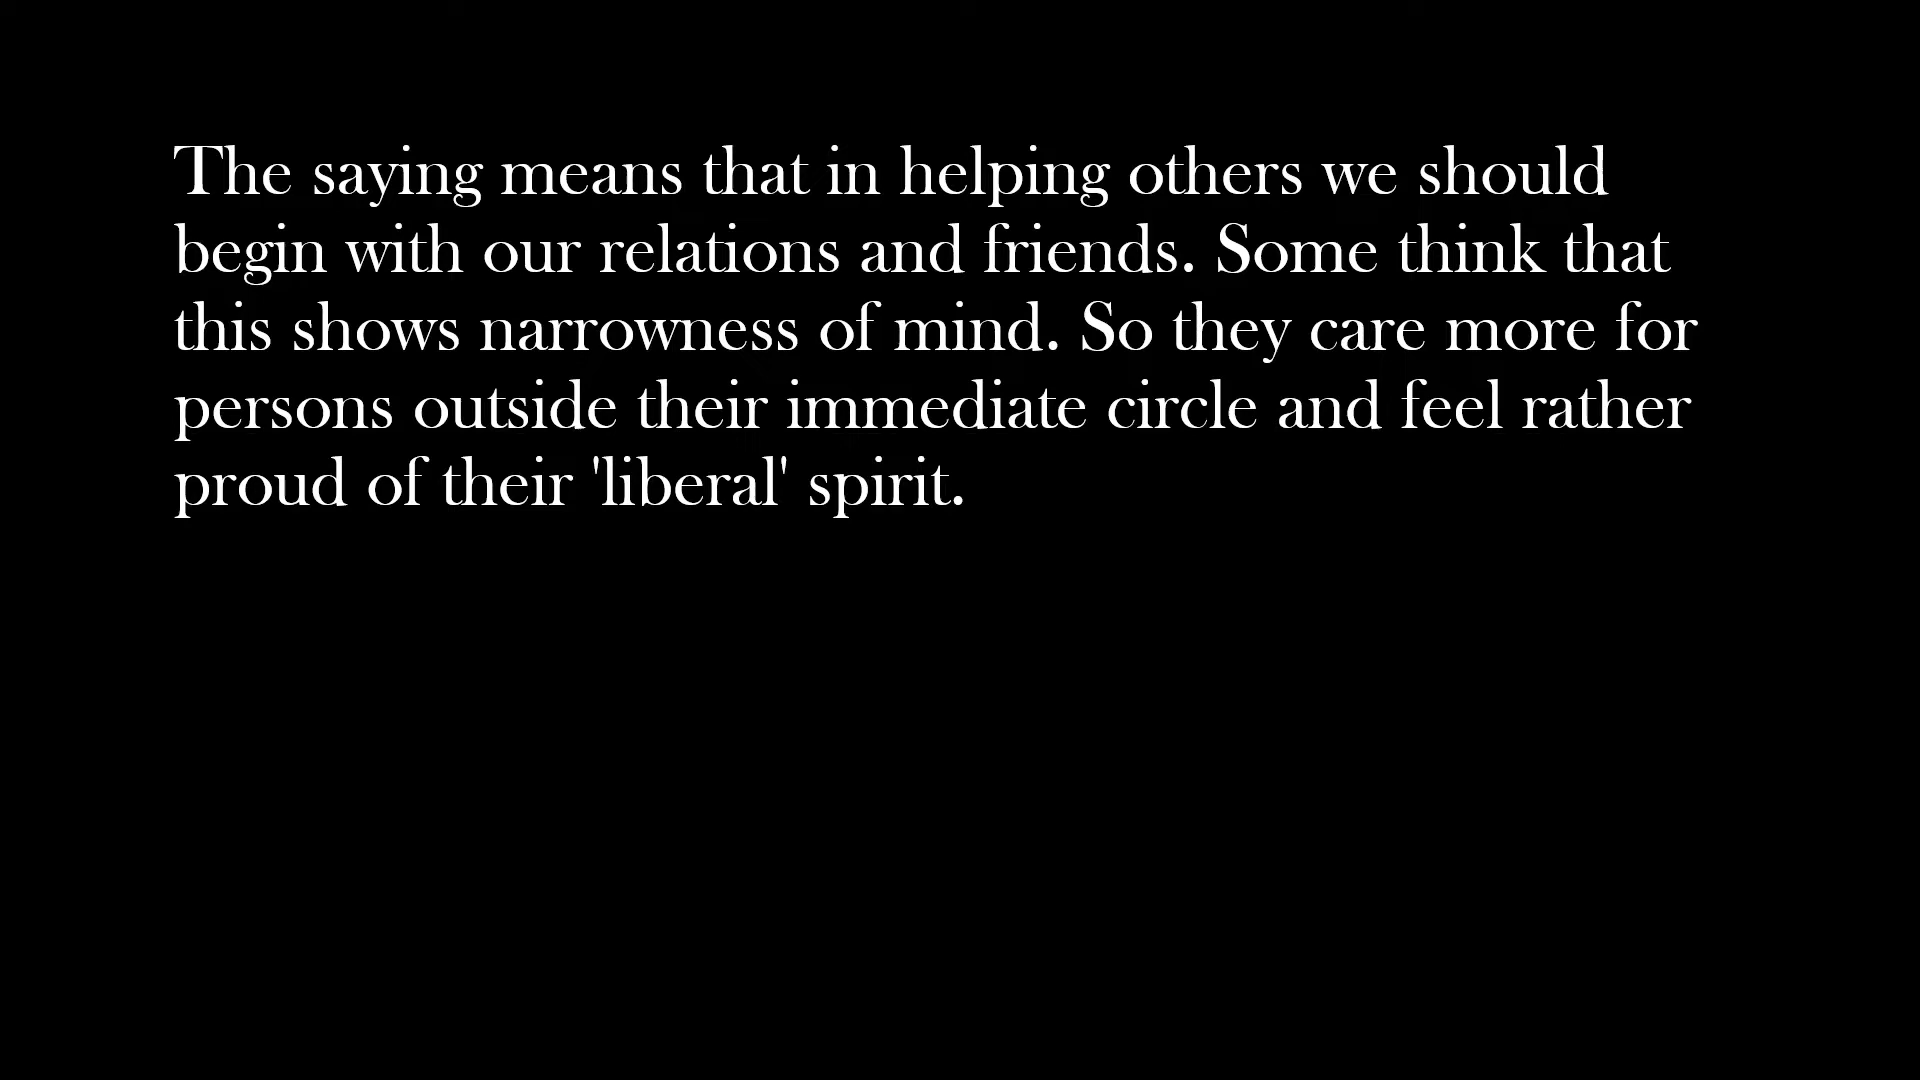 The saying means that in helping others we should
begin with our relations and friends. Some think that
this shows narrowness of mind. So they care more for
persons outside their immediate circle and feel rather
proud of their 'liberal' spirit.